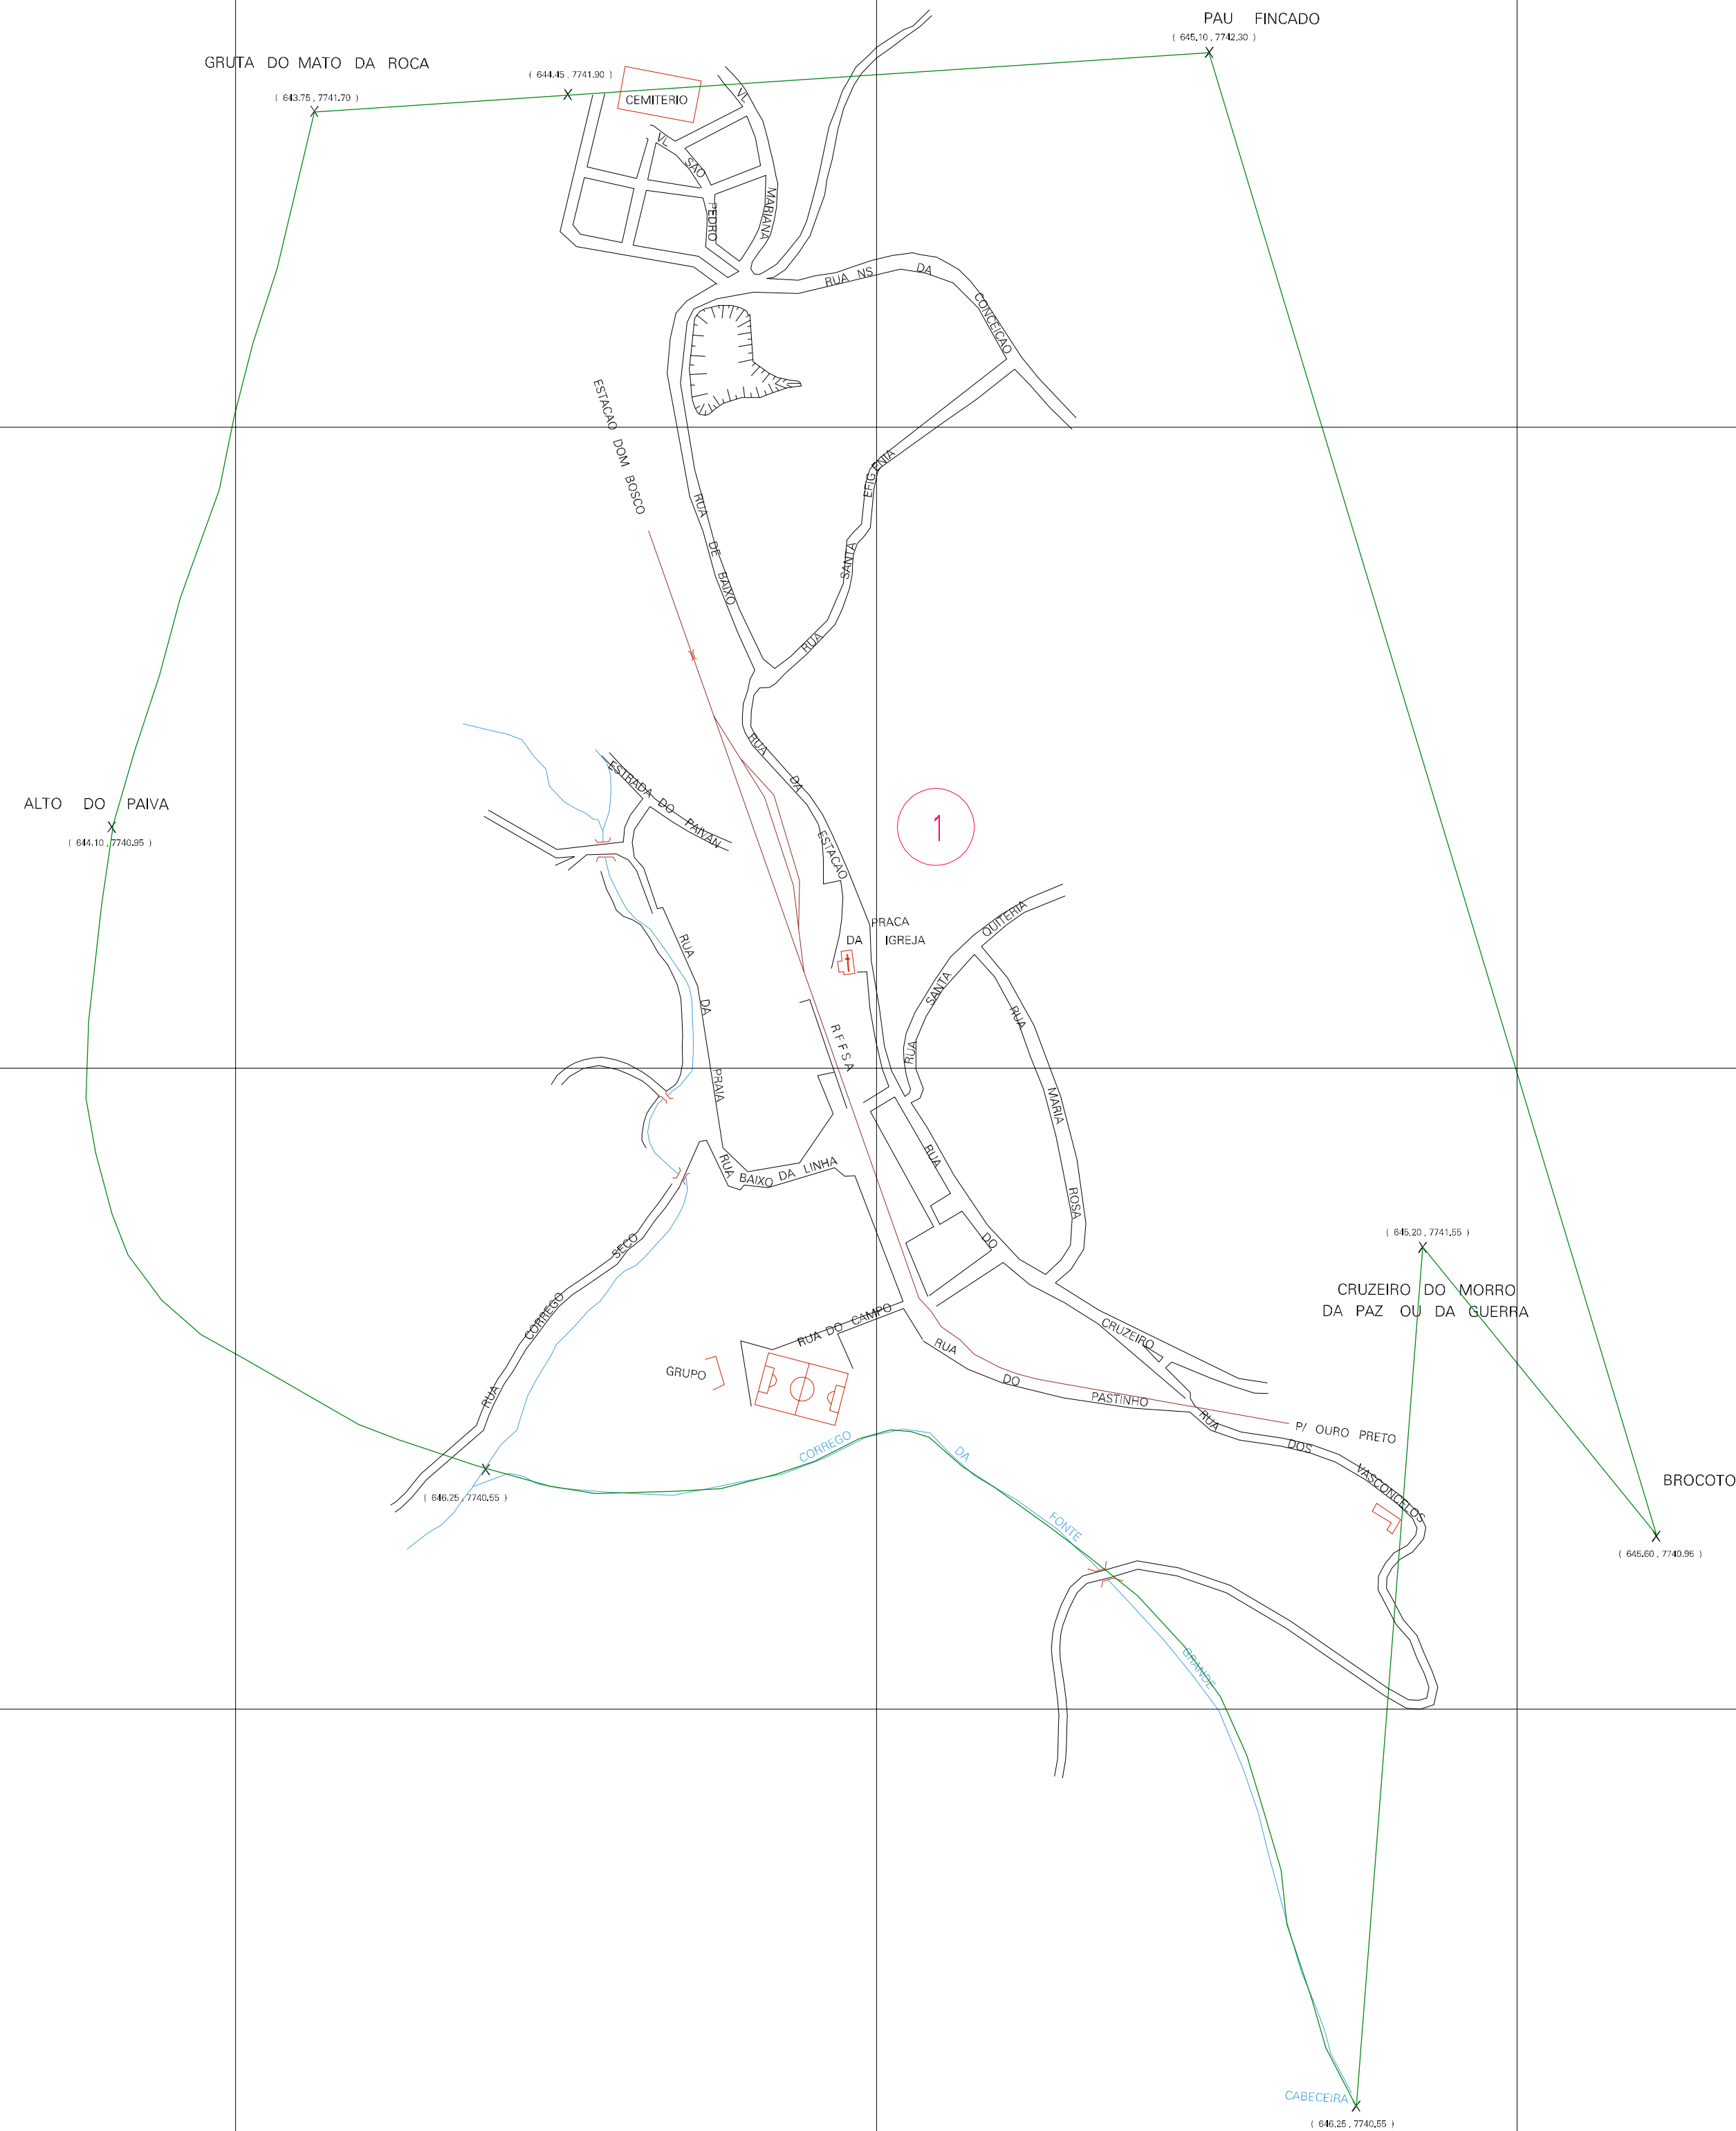 PAU FINCADO
( 645.10 , 7742.30 )
GRUTA DO MATO DA ROCA
( 643.75 , 7741.70 )
( 644.45 , 7741.90 )
CEMITERIO
VL MARIANA
VL SAO PEDRO
RUA NS DA CONCEICAO
ESTACAO DOM BOSCO
RUA DE BAIXO
RUA SANTA EFIGENIA
RUA DA ESTACAO
ESTRADA DO PAIVAN
ALTO DO PAIVA
( 644.10 , 7740.95 )
1
PRACA
DA IGREJA
RUA SANTA QUITERIA
RUA DA PRAIA
RFFSA
RUA MARIA ROSA
RUA BAIXO DA LINHA
RUA DO CRUZEIRO
RUA CORREGO SECO
( 645.20 , 7741.55 )
CRUZEIRO DO MORRO
DA PAZ OU DA GUERRA
RUA DO CAMPO
GRUPO
RUA DO PASTINHO
P/ OURO PRETO
RUA DOS VASCONCELOS
BROCOTO
( 645.60 , 7740.95 )
( 646.25 , 7740.55 )
CORREGO DA FONTE GRANDE
CABECEIRA
( 646.25 , 7740.55 )